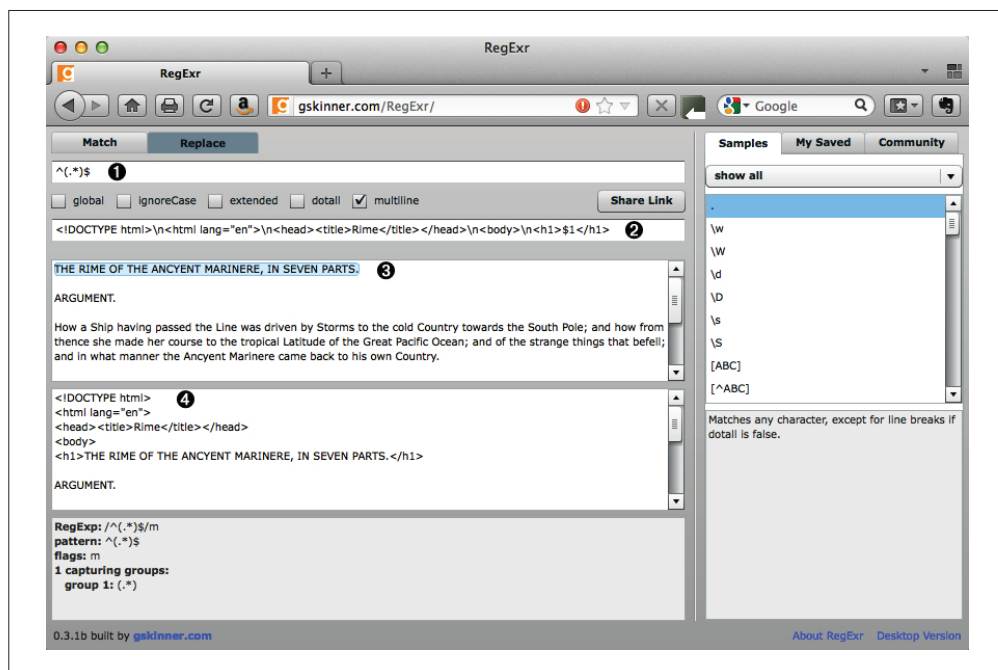 RegExr
RegExr
gskinner.com/RegExr/
Google
Match Replace
^(.*)$ ❶
global ignoreCase extended dotall multiline Share Link
<!DOCTYPE html>\n<html lang="en">\n<head><title>Rime</title></head>\n<body>\n<h1>$1</h1> ❷
THE RIME OF THE ANCYENT MARINERE, IN SEVEN PARTS. ❸
ARGUMENT.
How a Ship having passed the Line was driven by Storms to the cold Country towards the South Pole; and how from
thence she made her course to the tropical Latitude of the Great Pacific Ocean; and of the strange things that befell;
and in what manner the Ancyent Marinere came back to his own Country.
<!DOCTYPE html> ❹
<html lang="en">
<head><title>Rime</title></head>
<body>
<h1>THE RIME OF THE ANCYENT MARINERE, IN SEVEN PARTS.</h1>
ARGUMENT.
RegExp: /^(.*)$/m
pattern: ^(.*)$
flags: m
1 capturing groups:
group 1: (.*)
0.3.1b built by gskinner.com
Samples My Saved Community
show all
.
\w
\W
\d
\D
\s
\S
[ABC]
[^ABC]
Matches any character, except for line breaks if
dotall is false.
About RegExr Desktop Version